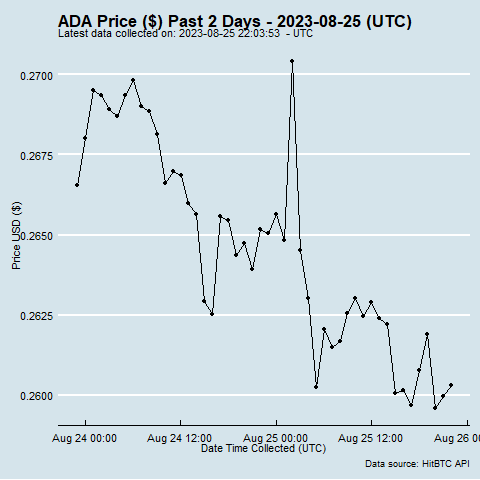 ADA Price ($) Past 2 Days - 2023-08-25 (UTC)
Latest data collected on: 2023-08-25 22:03:53 - UTC
0.2700
0.2675
0.2650
0.2625
0.2600
Price USD ($)
Aug 24 00:00 Aug 24 12:00 Aug 25 00:00 Aug 25 12:00 Aug 26 0
Date Time Collected (UTC)
Data source: HitBTC API